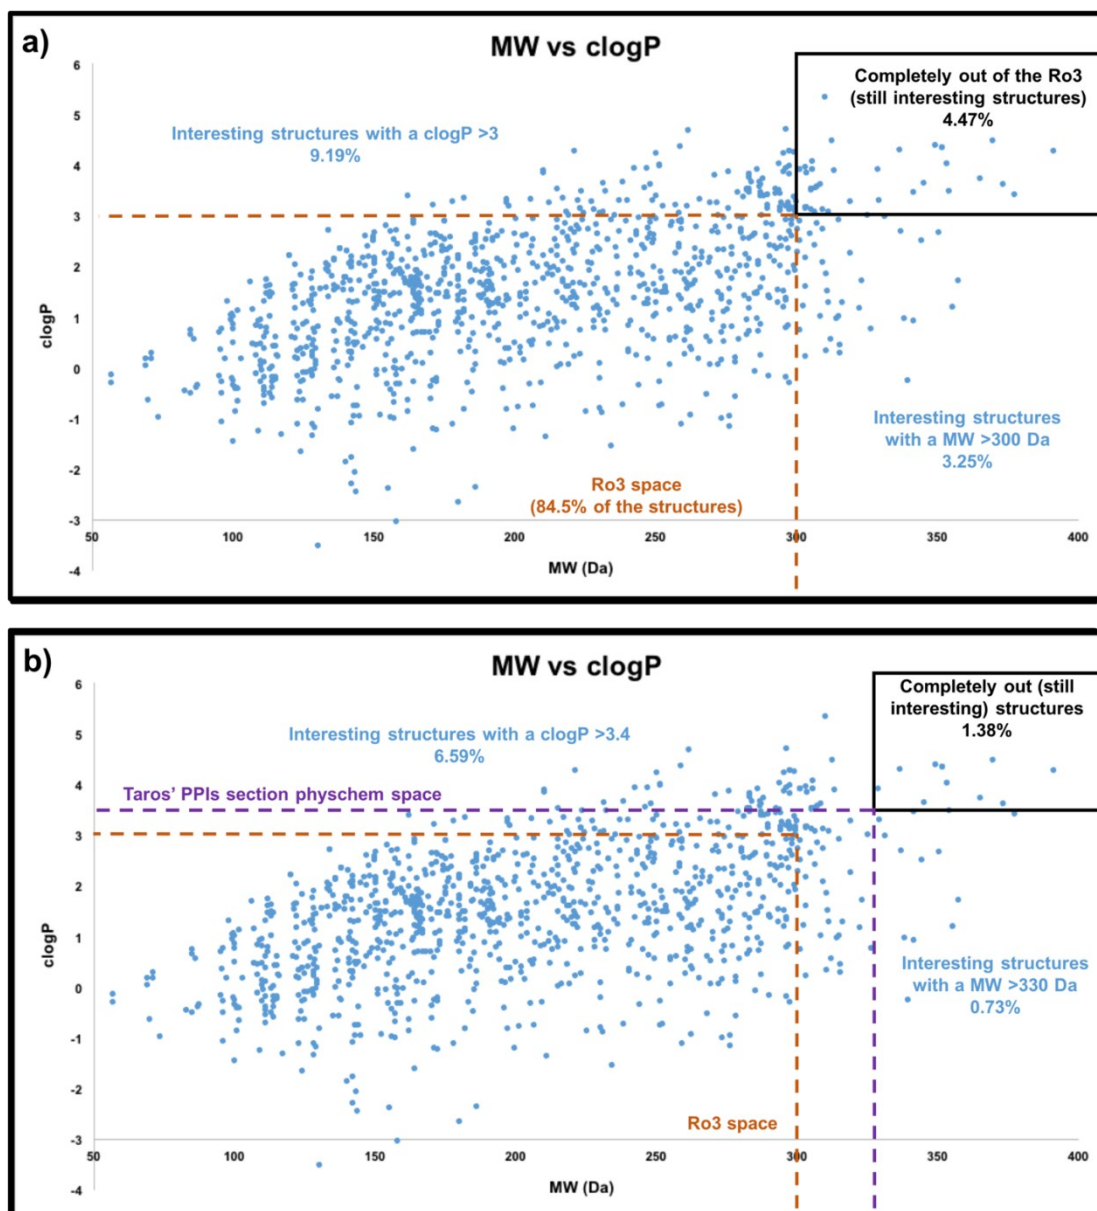 a)
MW vs clogP
6
5
4
3
2
1
0
-1
-2
-3
-4
clogP
Interesting structures with a clogP >3
9.19%
Completely out of the Ro3
(still interesting structures)
4.47%
Interesting structures
with a MW >300 Da
3.25%
Ro3 space
(84.5% of the structures)
50
100
150
200
250
300
350
400
MW (Da)
b)
MW vs clogP
6
5
4
3
2
1
0
-1
-2
-3
-4
clogP
Interesting structures with a clogP >3.4
6.59%
Completely out (still
interesting) structures
1.38%
Taros' PPIs section physchem space
Interesting structures
with a MW >330 Da
0.73%
Ro3 space
50
100
150
200
250
300
350
400
MW (Da)